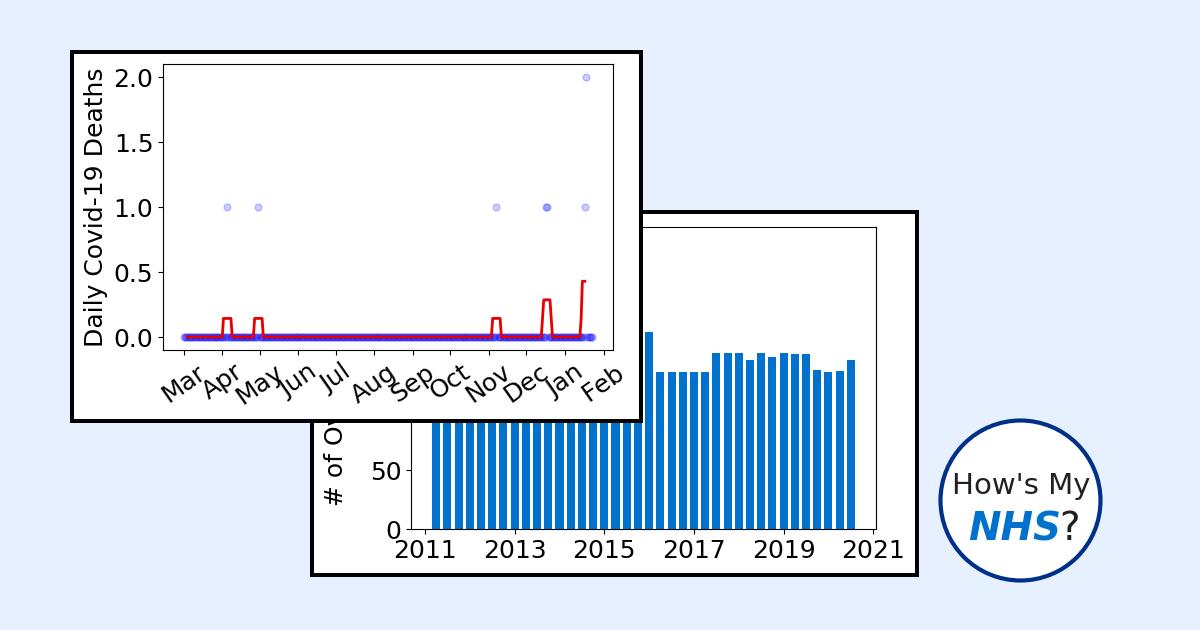 Daily Covid-19 Deaths
2.0
1.5
1.0
0.5
0.0
Mar Apr May Jun Jul Aug Sep Oct Nov Dec Jan Feb
# of
50
0
2011 2013 2015 2017 2019 2021
How's My
NHS?